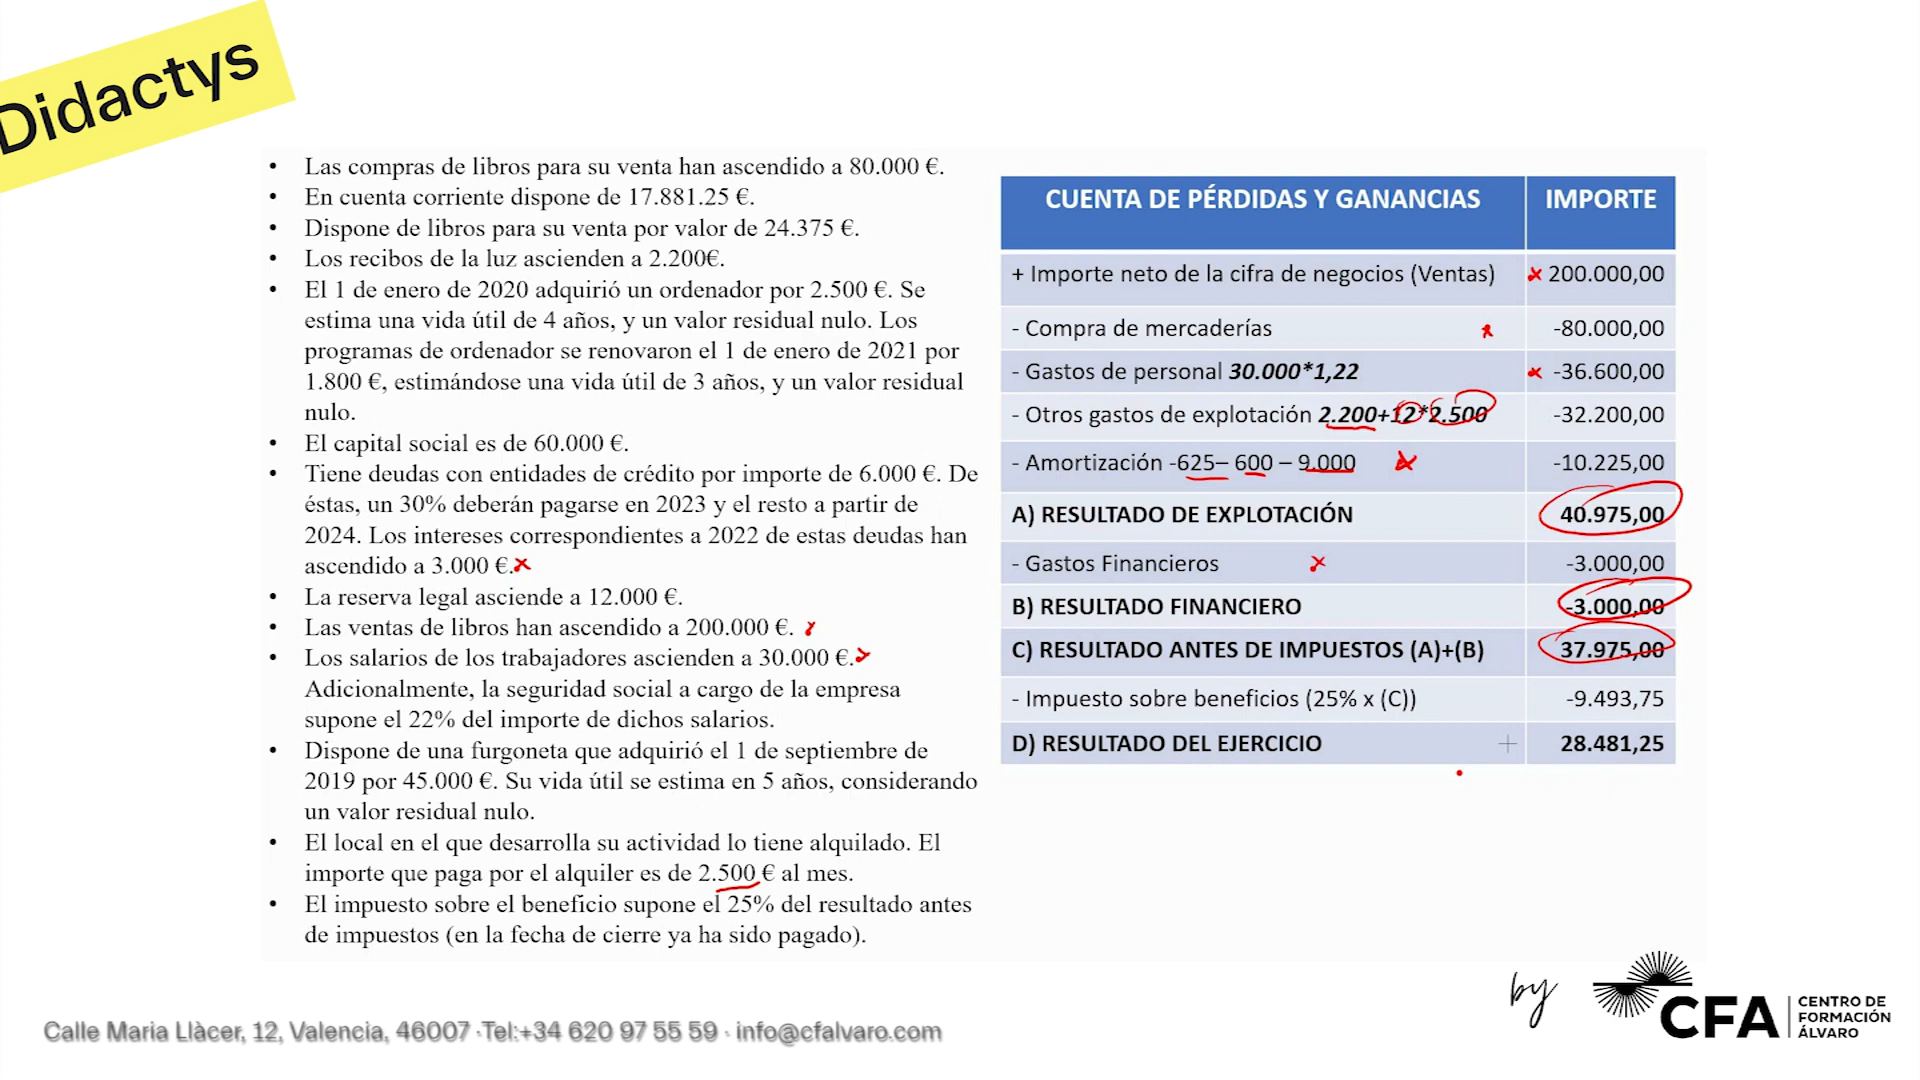 Didactys
• Las compras de libros para su venta han ascendido a 80.000 €.
• En cuenta corriente dispone de 17.881.25 €.
• Dispone de libros para su venta por valor de 24.375 €.
• Los recibos de la luz ascienden a 2.200€.
• El 1 de enero de 2020 adquirió un ordenador por 2.500 €. Se
estima una vida útil de 4 años, y un valor residual nulo. Los
programas de ordenador se renovaron el 1 de enero de 2021 por
1.800 €, estimándose una vida útil de 3 años, y un valor residual
nulo.
• El capital social es de 60.000 €.
• Tiene deudas con entidades de crédito por importe de 6.000 €. De
éstas, un 30% deberán pagarse en 2023 y el resto a partir de
2024. Los intereses correspondientes a 2022 de estas deudas han
ascendido a 3.000 €.
• La reserva legal asciende a 12.000 €.
• Las ventas de libros han ascendido a 200.000 €.
• Los salarios de los trabajadores ascienden a 30.000 €.
Adicionalmente, la seguridad social a cargo de la empresa
supone el 22% del importe de dichos salarios.
• Dispone de una furgoneta que adquirió el 1 de septiembre de
2019 por 45.000 €. Su vida útil se estima en 5 años, considerando
un valor residual nulo.
• El local en el que desarrolla su actividad lo tiene alquilado. El
importe que paga por el alquiler es de 2.500 € al mes.
• El impuesto sobre el beneficio supone el 25% del resultado antes
de impuestos (en la fecha de cierre ya ha sido pagado).
CUENTA DE PÉRDIDAS Y GANANCIAS IMPORTE
+ Importe neto de la cifra de negocios (Ventas) 200.000,00
- Compra de mercaderías -80.000,00
- Gastos de personal 30.000*1,22 -36.600,00
- Otros gastos de explotación 2.200+12*2.500 -32.200,00
- Amortización -625– 600 – 9.000 -10.225,00
A) RESULTADO DE EXPLOTACIÓN 40.975,00
- Gastos Financieros -3.000,00
B) RESULTADO FINANCIERO -3.000,00
C) RESULTADO ANTES DE IMPUESTOS (A)+(B) 37.975,00
- Impuesto sobre beneficios (25% x (C)) -9.493,75
D) RESULTADO DEL EJERCICIO 28.481,25
by
CFA
CENTRO DE
FORMACIÓN
ÁLVARO
Calle Maria Llàcer, 12, Valencia, 46007 ·Tel:+34 620 97 55 59 · info@cfalvaro.com